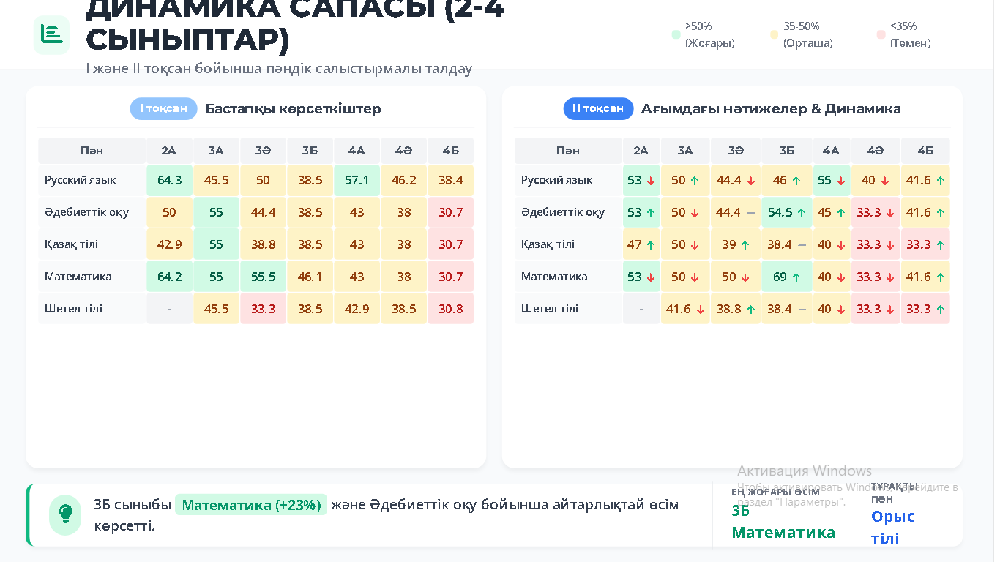 ДИНАМИКА САПАСЫ (2-4
СЫНЫПТАР)
I және II тоқсан бойынша пәндік салыстырмалы талдау
>50%
(Жоғары)
35-50%
(Орташа)
<35%
(Төмен)
I тоқсан Бастапқы көрсеткіштер
Пән 2А 3А 3Ә 3Б 4А 4Ә 4Б
Русский язык 64.3 45.5 50 38.5 57.1 46.2 38.4
Әдебиеттік оқу 50 55 44.4 38.5 43 38 30.7
Қазақ тілі 42.9 55 38.8 38.5 43 38 30.7
Математика 64.2 55 55.5 46.1 43 38 30.7
Шетел тілі - 45.5 33.3 38.5 42.9 38.5 30.8
II тоқсан Ағымдағы нәтижелер & Динамика
Пән 2А 3А 3Ә 3Б 4А 4Ә 4Б
Русский язык 53 ↓ 50 ↑ 44.4 ↓ 46 ↑ 55 ↓ 40 ↓ 41.6 ↑
Әдебиеттік оқу 53 ↑ 50 ↓ 44.4 − 54.5 ↑ 45 ↑ 33.3 ↓ 41.6 ↑
Қазақ тілі 47 ↑ 50 ↓ 39 ↑ 38.4 − 40 ↓ 33.3 ↓ 33.3 ↑
Математика 53 ↓ 50 ↓ 50 ↓ 69 ↑ 40 ↓ 33.3 ↓ 41.6 ↑
Шетел тілі - 41.6 ↓ 38.8 ↑ 38.4 − 40 ↓ 33.3 ↓ 33.3 ↑
3Б сыныбы Математика (+23%) және Әдебиеттік оқу бойынша айтарлықтай өсім
көрсетті.
ЕҢ ЖОҒАРЫ ӨСІМ
3Б
Математика
ТҰРАҚТЫ
ПӘН
Орыс
тілі
Активация Windows
Чтобы активировать Windows, перейдите в
раздел "Параметры".